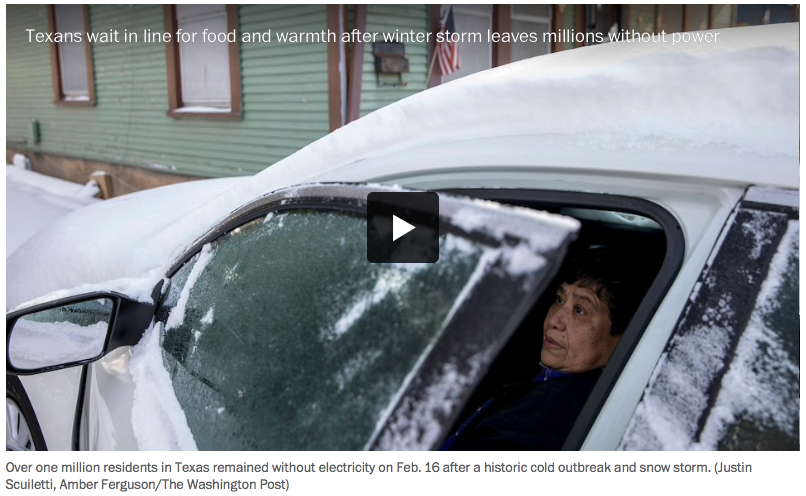 Texans wait in line for food and warmth after winter storm leaves millions without power
Over one million residents in Texas remained without electricity on Feb. 16 after a historic cold outbreak and snow storm. (Justin
Sculletti, Amber Ferguson/The Washington Post)